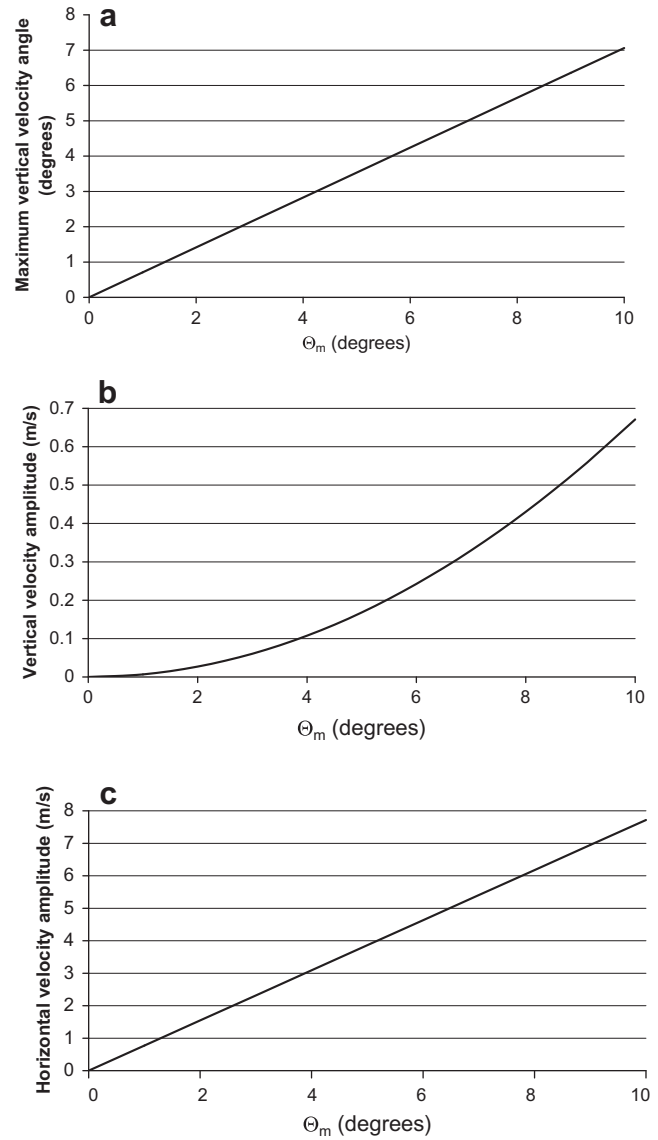 a
Maximum vertical velocity angle
(degrees)
8
7
6
5
4
3
2
1
0
0 2 4 6 8 10
Θm (degrees)
b
Vertical velocity amplitude (m/s)
0.7
0.6
0.5
0.4
0.3
0.2
0.1
0
0 2 4 6 8 10
Θm (degrees)
c
Horizontal velocity amplitude (m/s)
8
7
6
5
4
3
2
1
0
0 2 4 6 8 10
Θm (degrees)